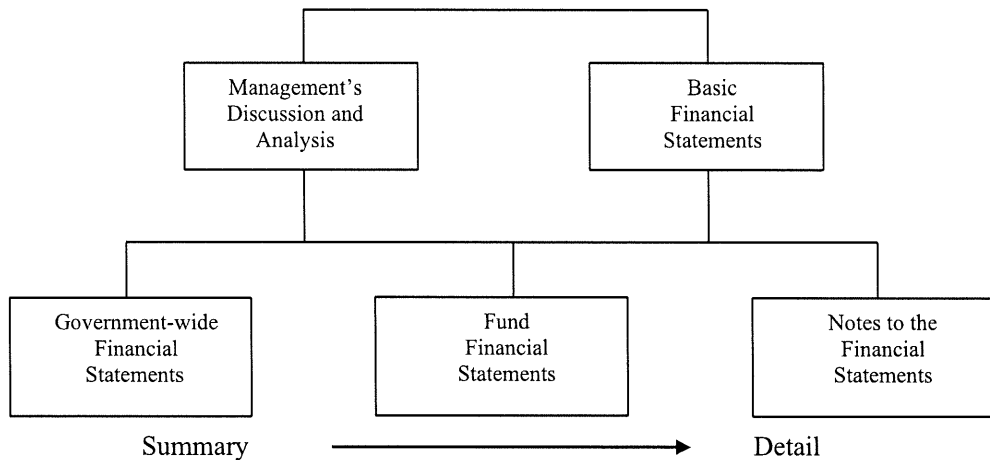 Management's
Discussion and
Analysis
Basic
Financial
Statements
Government-wide
Financial
Statements
Fund
Financial
Statements
Notes to the
Financial
Statements
Summary
Detail